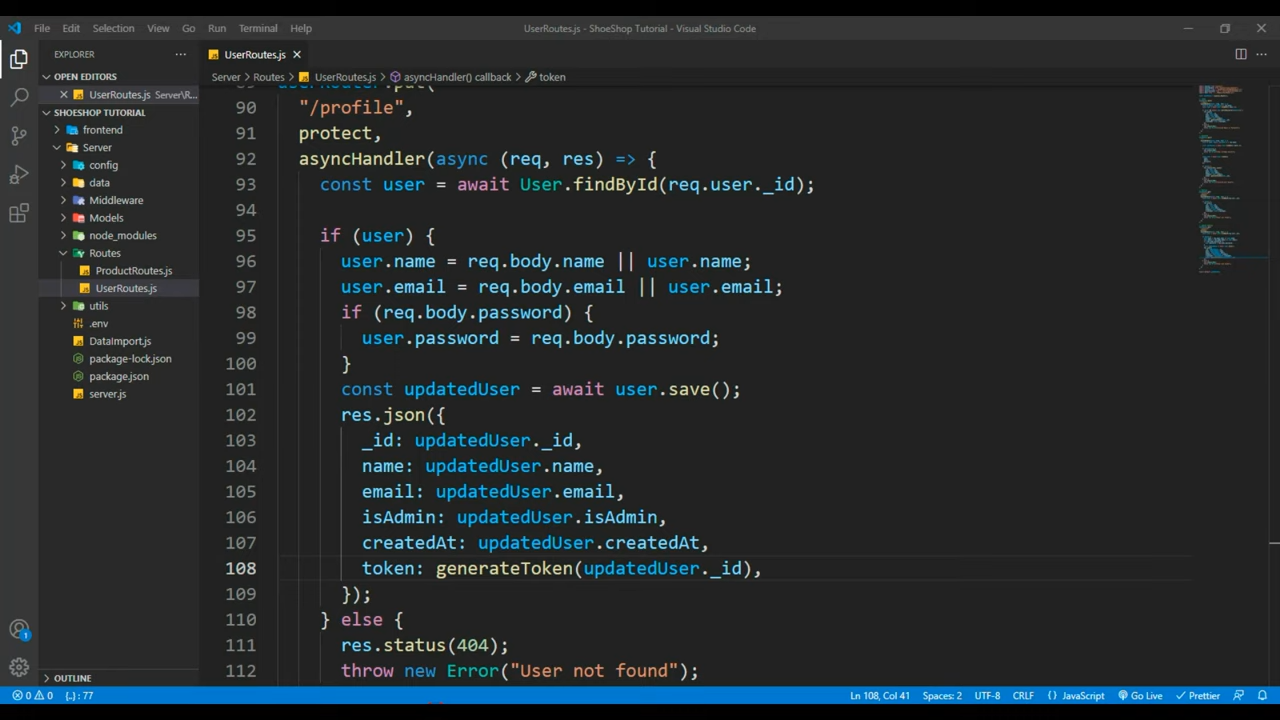 File Edit Selection View Go Run Terminal Help
UserRoutes.js - ShoeShop Tutorial - Visual Studio Code
EXPLORER
OPEN EDITORS
UserRoutes.js Server\R...
SHOESHOP TUTORIAL
frontend
Server
config
data
Middleware
Models
node_modules
Routes
ProductRoutes.js
UserRoutes.js
utils
.env
DataImport.js
package-lock.json
package.json
server.js
OUTLINE
1
UserRoutes.js
Server > Routes > UserRoutes.js > asyncHandler() callback > token
89 userRouter.put(
90 "/profile",
91 protect,
92 asyncHandler(async (req, res) => {
93 const user = await User.findById(req.user._id);
94
95 if (user) {
96 user.name = req.body.name || user.name;
97 user.email = req.body.email || user.email;
98 if (req.body.password) {
99 user.password = req.body.password;
100 }
101 const updatedUser = await user.save();
102 res.json({
103 _id: updatedUser._id,
104 name: updatedUser.name,
105 email: updatedUser.email,
106 isAdmin: updatedUser.isAdmin,
107 createdAt: updatedUser.createdAt,
108 token: generateToken(updatedUser._id),
109 });
110 } else {
111 res.status(404);
112 throw new Error("User not found");
0 0 {..} : 77
Ln 108, Col 41 Spaces: 2 UTF-8 CRLF {} JavaScript Go Live Prettier